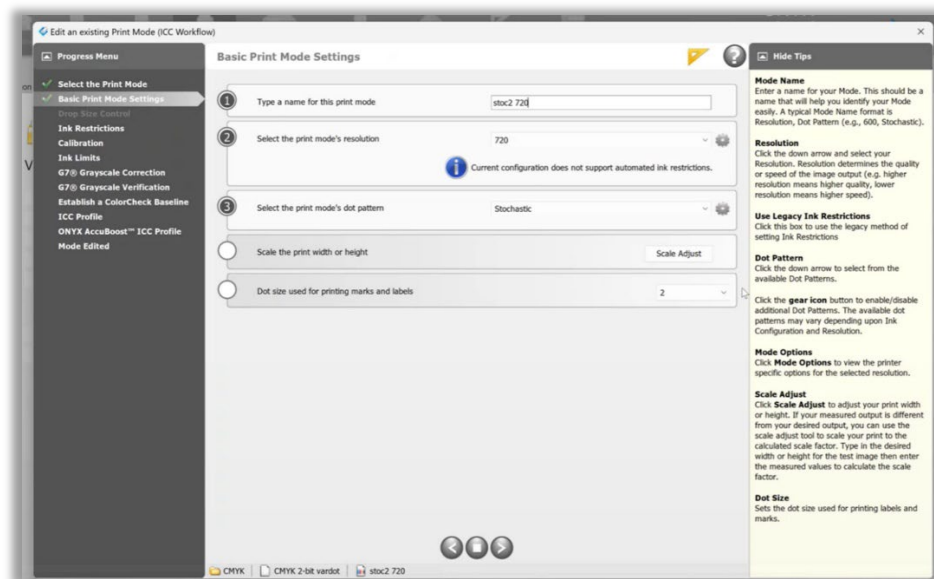 Edit an existing Print Mode (ICC Workflow)
Progress Menu
Select the Print Mode
Basic Print Mode Settings
Drop Size Control
Ink Restrictions
Calibration
Ink Limits
G7® Grayscale Correction
G7® Grayscale Verification
Establish a ColorCheck Baseline
ICC Profile
ONYX AccuBoost™ ICC Profile
Mode Edited
Basic Print Mode Settings
?
1
Type a name for this print mode
stoc2 720
2
Select the print mode's resolution
720
i
Current configuration does not support automated ink restrictions.
3
Select the print mode's dot pattern
Stochastic
Scale the print width or height
Scale Adjust
Dot size used for printing marks and labels
2
CMYK
CMYK 2-bit vardot
stoc2 720
Hide Tips
Mode Name
Enter a name for your Mode. This should be a
name that will help you identify your Mode
easily. A typical Mode Name format is
Resolution, Dot Pattern (e.g., 600, Stochastic).
Resolution
Click the down arrow and select your
Resolution. Resolution determines the quality
or speed of the image output (e.g. higher
resolution means higher quality, lower
resolution means higher speed).
Use Legacy Ink Restrictions
Click this box to use the legacy method of
setting Ink Restrictions
Dot Pattern
Click the down arrow to select from the
available Dot Patterns.
Click the gear icon button to enable/disable
additional Dot Patterns. The available dot
patterns may vary depending upon Ink
Configuration and Resolution.
Mode Options
Click Mode Options to view the printer
specific options for the selected resolution.
Scale Adjust
Click Scale Adjust to adjust your print width
or height. If your measured output is different
from your desired output, you can use the
scale adjust tool to scale your print to the
calculated scale factor. Type in the desired
width or height for the test image then enter
the measured values to calculate the scale
factor.
Dot Size
Sets the dot size used for printing labels and
marks.